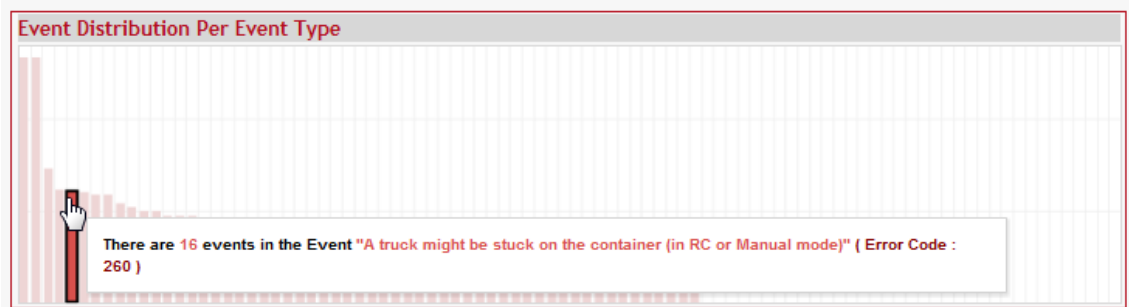 Event Distribution Per Event Type
There are 16 events in the Event "A truck might be stuck on the container (in RC or Manual mode)" ( Error Code :
260 )